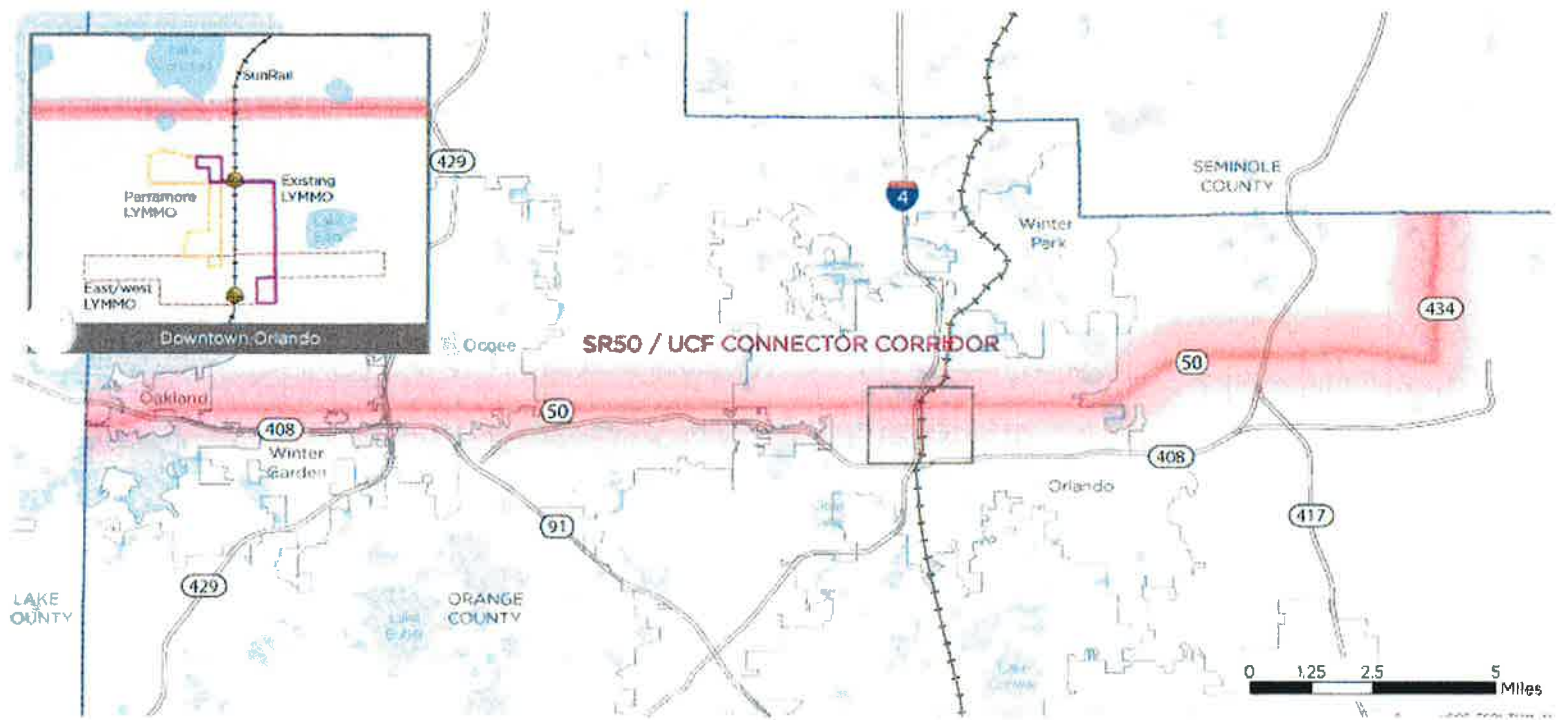 SunRail
Existing
LYMMO
Parramore
LYMMO
East/west
LYMMO
Downtown Orlando
429
4
SEMINOLE
COUNTY
Winter
Park
434
Ocoee
SR50 / UCF CONNECTOR CORRIDOR
50
Oakland
50
408
Winter
Garden
408
Orlando
91
417
429
LAKE
OUNTY
ORANGE
COUNTY
Lake
0 1.25 2.5 5
Miles